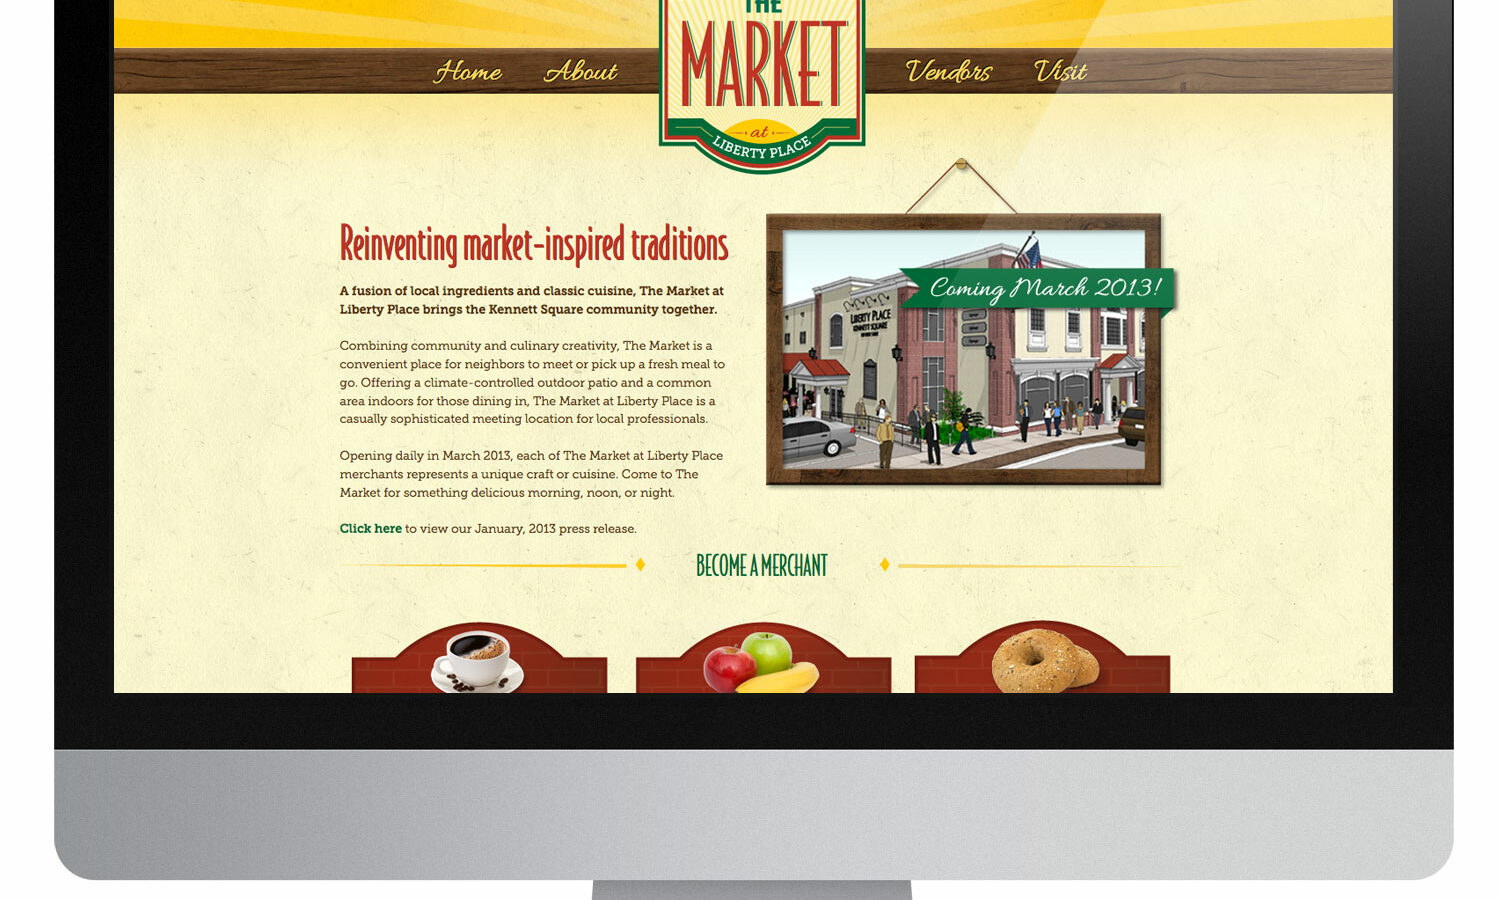 THE
MARKET
at
LIBERTY PLACE
Home About Vendors Visit
Reinventing market-inspired traditions
A fusion of local ingredients and classic cuisine, The Market at
Liberty Place brings the Kennett Square community together.
Combining community and culinary creativity, The Market is a
convenient place for neighbors to meet or pick up a fresh meal to
go. Offering a climate-controlled outdoor patio and a common
area indoors for those dining in, The Market at Liberty Place is a
casually sophisticated meeting location for local professionals.
Opening daily in March 2013, each of The Market at Liberty Place
merchants represents a unique craft or cuisine. Come to The
Market for something delicious morning, noon, or night.
Click here to view our January, 2013 press release.
Coming March 2013!
LIBERTY PLACE
KENNETT SQUARE
BECOME A MERCHANT